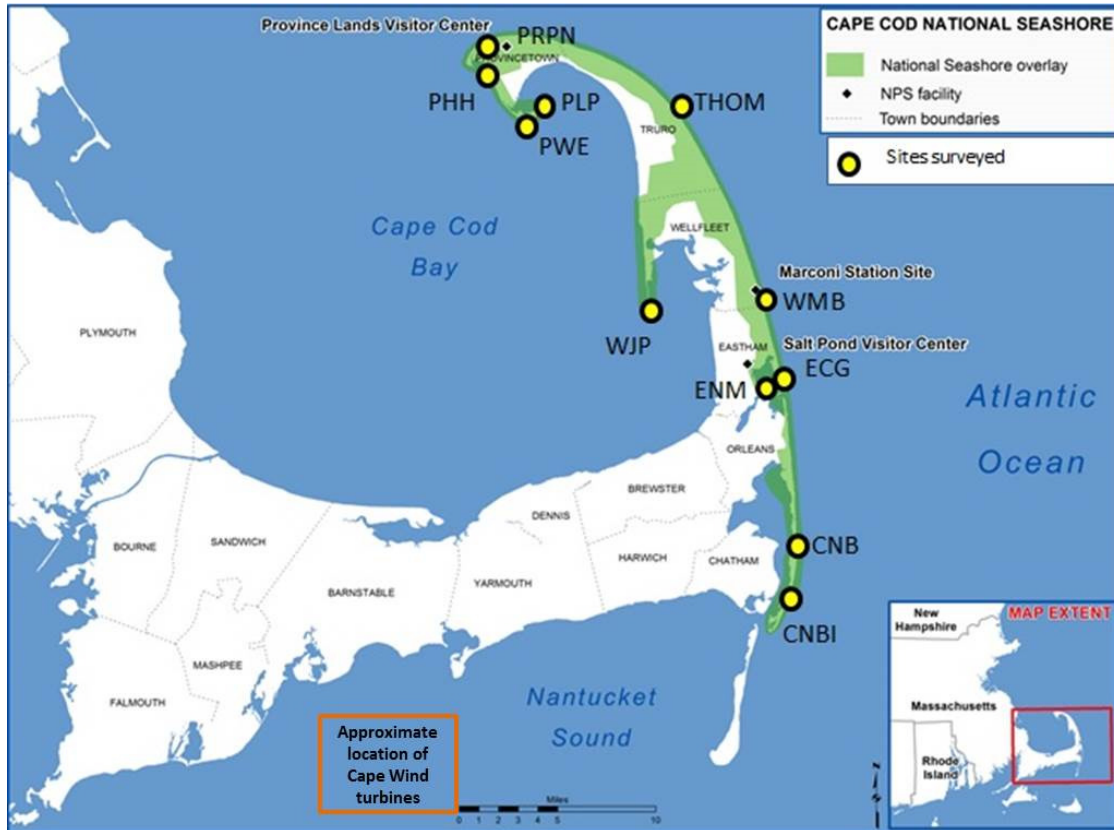 Province Lands Visitor Center
PRPN
PROVINCETOWN
PHH
PLP
PWE
THOM
TRURO
CAPE COD NATIONAL SEASHORE
National Seashore overlay
NPS facility
Town boundaries
Sites surveyed
Cape Cod
Bay
WELLFLEET
Marconi Station Site
WMB
WJP
PLYMOUTH
EASTHAM
Salt Pond Visitor Center
ECG
ENM
Atlantic
Ocean
ORLEANS
BREWSTER
DENNIS
HARWICH
CHATHAM
CNB
CNBI
BOURNE
SANDWICH
BARNSTABLE
YARMOUTH
MASHPEE
FALMOUTH
Nantucket
Sound
Approximate
location of
Cape Wind
turbines
Miles
0 1 2 3 4 5 10
N
New
Hampshire
MAP EXTENT
Massachusetts
Rhode
Island